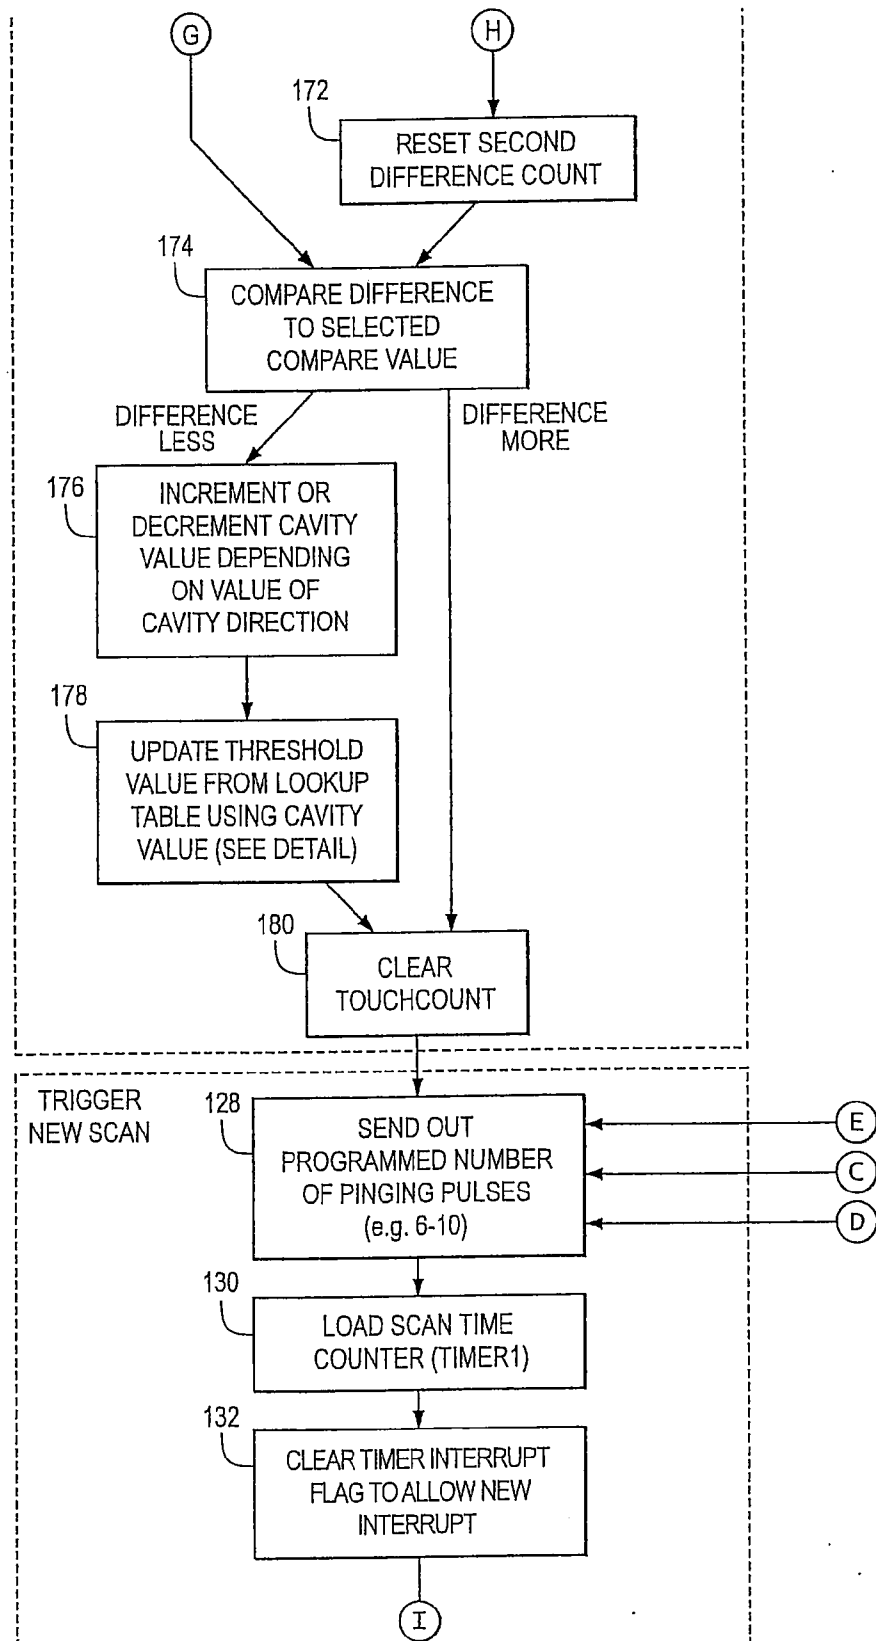 G
H
172
RESET SECOND
DIFFERENCE COUNT
174
COMPARE DIFFERENCE
TO SELECTED
COMPARE VALUE
DIFFERENCE
LESS
DIFFERENCE
MORE
176
INCREMENT OR
DECREMENT CAVITY
VALUE DEPENDING
ON VALUE OF
CAVITY DIRECTION
178
UPDATE THRESHOLD
VALUE FROM LOOKUP
TABLE USING CAVITY
VALUE (SEE DETAIL)
180
CLEAR
TOUCHCOUNT
TRIGGER
NEW SCAN
128
SEND OUT
PROGRAMMED NUMBER
OF PINGING PULSES
(e.g. 6-10)
E
C
D
130
LOAD SCAN TIME
COUNTER (TIMER1)
132
CLEAR TIMER INTERRUPT
FLAG TO ALLOW NEW
INTERRUPT
I